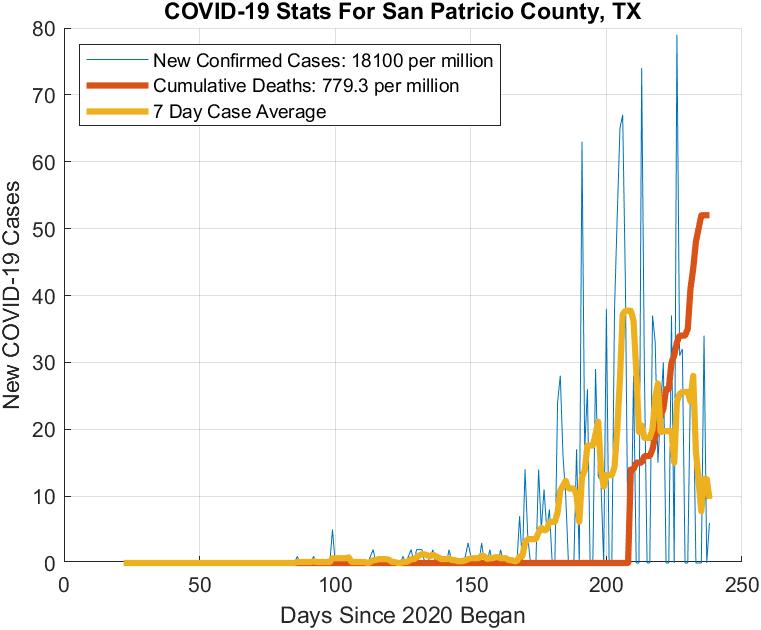 COVID-19 Stats For San Patricio County, TX
New Confirmed Cases: 18100 per million
Cumulative Deaths: 779.3 per million
7 Day Case Average
New COVID-19 Cases
80
70
60
50
40
30
20
10
0
0 50 100 150 200 250
Days Since 2020 Began